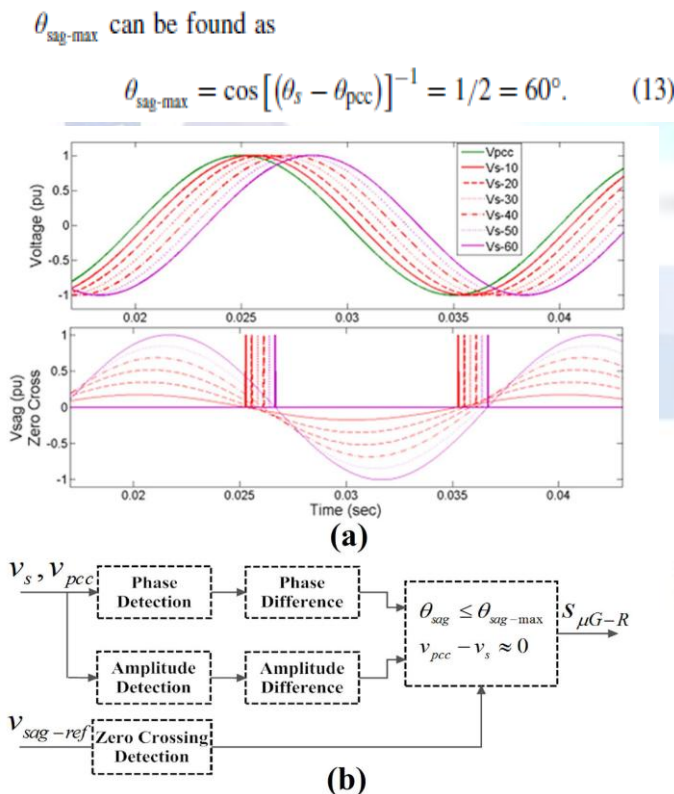 θsag-max can be found as
θsag-max = cos[(θs − θpcc)]⁻¹ = 1/2 = 60°. (13)
Voltage (pu)
1
0.5
0
-0.5
-1
Vpcc
Vs-10
Vs-20
Vs-30
Vs-40
Vs-50
Vs-60
0.02 0.025 0.03 0.035 0.04
Vsag (pu)
Zero Cross
1
0.5
0
-0.5
-1
0.02 0.025 0.03 0.035 0.04
Time (sec)
(a)
vs, vpcc
Phase
Detection
Phase
Difference
Amplitude
Detection
Amplitude
Difference
θsag ≤ θsag−max
vpcc − vs ≈ 0
SμG−R
vsag−ref
Zero Crossing
Detection
(b)